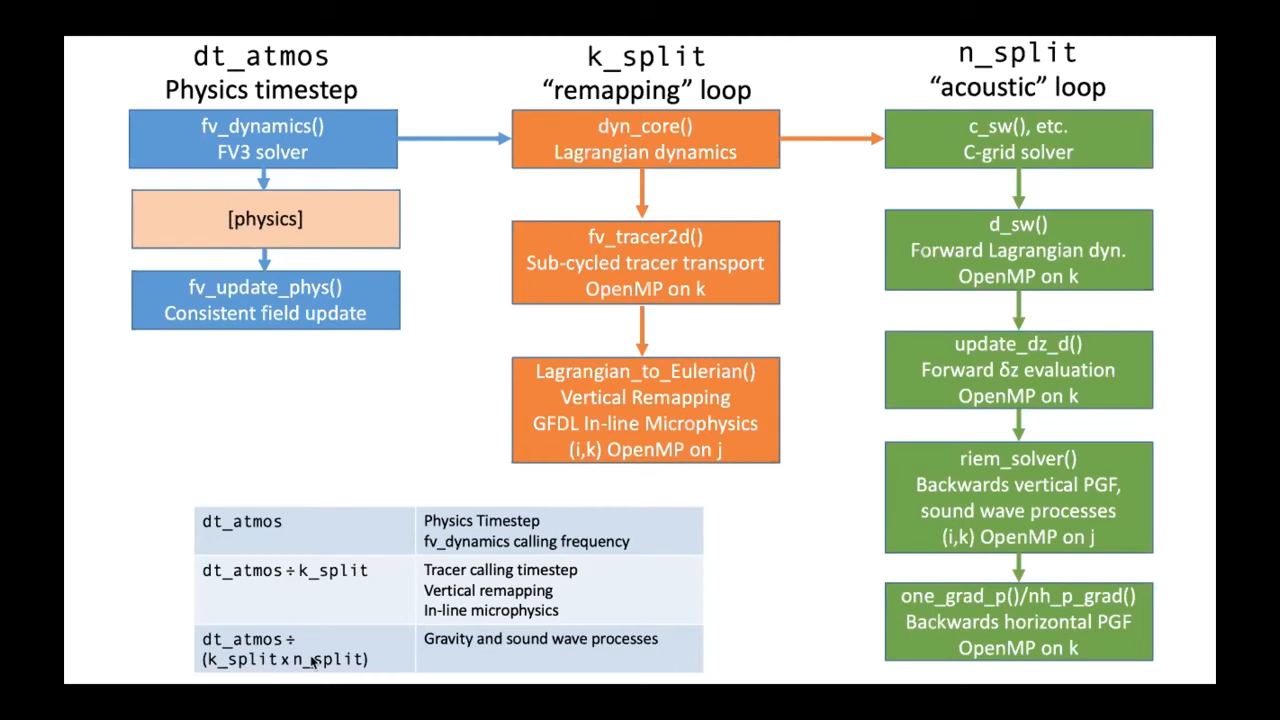 dt_atmos
Physics timestep
fv_dynamics()
FV3 solver
[physics]
fv_update_phys()
Consistent field update
k_split
“remapping” loop
dyn_core()
Lagrangian dynamics
fv_tracer2d()
Sub-cycled tracer transport
OpenMP on k
Lagrangian_to_Eulerian()
Vertical Remapping
GFDL In-line Microphysics
(i,k) OpenMP on j
n_split
“acoustic” loop
c_sw(), etc.
C-grid solver
d_sw()
Forward Lagrangian dyn.
OpenMP on k
update_dz_d()
Forward δz evaluation
OpenMP on k
riem_solver()
Backwards vertical PGF,
sound wave processes
(i,k) OpenMP on j
one_grad_p()/nh_p_grad()
Backwards horizontal PGF
OpenMP on k
dt_atmos
Physics Timestep
fv_dynamics calling frequency
dt_atmos÷k_split
Tracer calling timestep
Vertical remapping
In-line microphysics
dt_atmos÷
(k_splitxn_split)
Gravity and sound wave processes